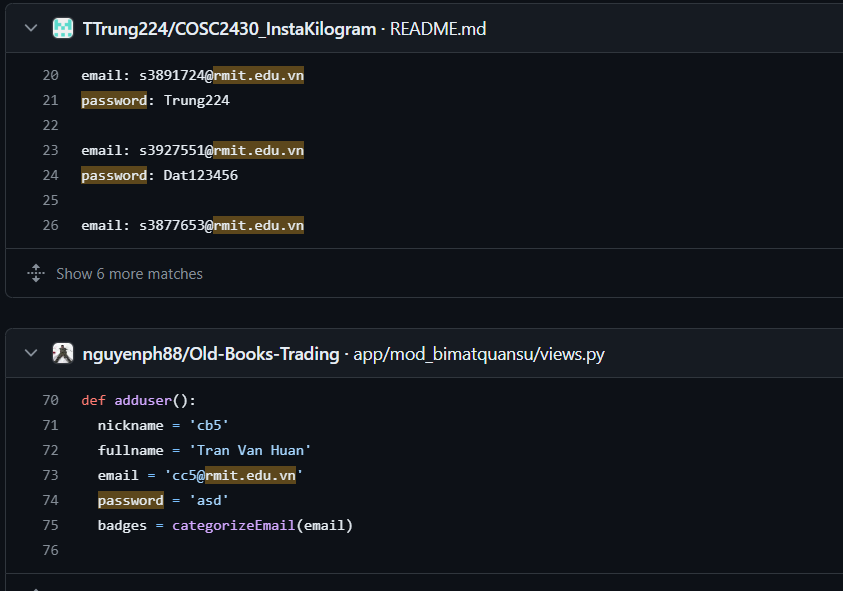 TTrung224/COSC2430_InstaKilogram · README.md
20 email: s3891724@rmit.edu.vn
21 password: Trung224
22
23 email: s3927551@rmit.edu.vn
24 password: Dat123456
25
26 email: s3877653@rmit.edu.vn
Show 6 more matches
nguyenph88/Old-Books-Trading · app/mod_bimatquansu/views.py
70 def adduser():
71 nickname = 'cb5'
72 fullname = 'Tran Van Huan'
73 email = 'cc5@rmit.edu.vn'
74 password = 'asd'
75 badges = categorizeEmail(email)
76